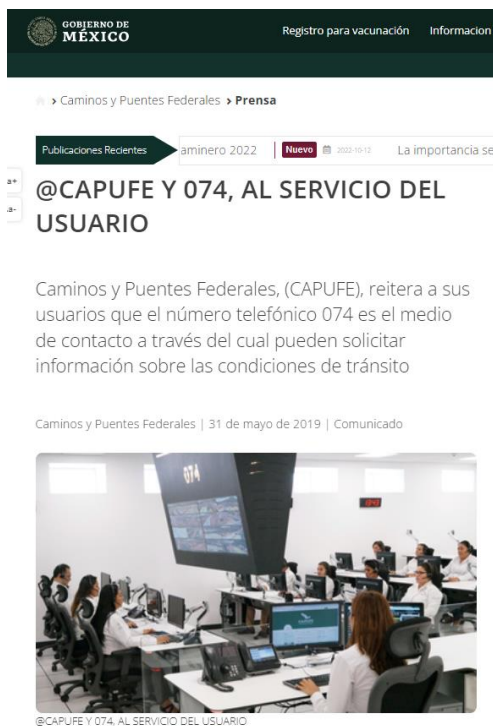 GOBIERNO DE
MÉXICO
Registro para vacunación Informacion
> Caminos y Puentes Federales > Prensa
Publicaciones Recientes aminero 2022 Nuevo 2022-10-12 La importancia se
a+
a-
@CAPUFE Y 074, AL SERVICIO DEL
USUARIO
Caminos y Puentes Federales, (CAPUFE), reitera a sus
usuarios que el número telefónico 074 es el medio
de contacto a través del cual pueden solicitar
información sobre las condiciones de tránsito
Caminos y Puentes Federales | 31 de mayo de 2019 | Comunicado
074
@CAPUFE Y 074, AL SERVICIO DEL USUARIO